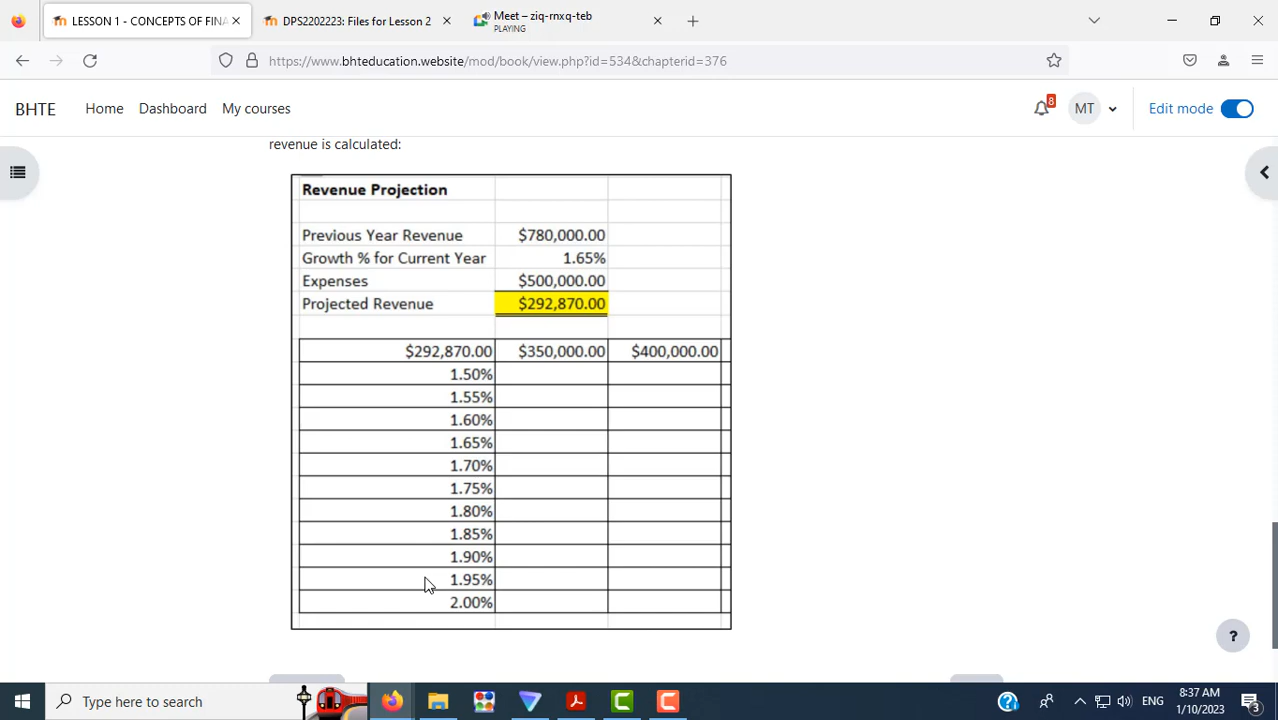 LESSON 1 - CONCEPTS OF FINA
DPS2202223: Files for Lesson 2
Meet – ziq-rnxq-teb
PLAYING
https://www.bhteducation.website/mod/book/view.php?id=534&chapterid=376
BHTE
Home
Dashboard
My courses
8
MT
Edit mode
revenue is calculated:
Revenue Projection
Previous Year Revenue $780,000.00
Growth % for Current Year 1.65%
Expenses $500,000.00
Projected Revenue $292,870.00
$292,870.00 $350,000.00 $400,000.00
1.50%
1.55%
1.60%
1.65%
1.70%
1.75%
1.80%
1.85%
1.90%
1.95%
2.00%
?
Type here to search
ENG
8:37 AM
1/10/2023
3